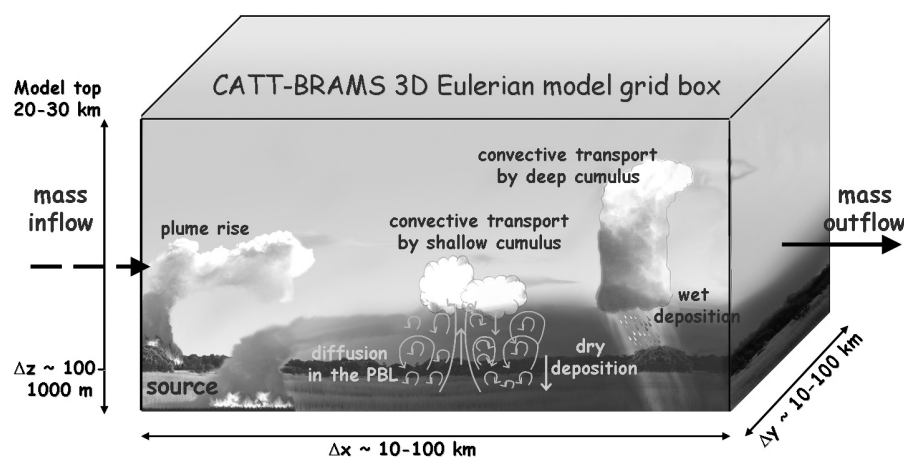 CATT-BRAMS 3D Eulerian model grid box
Model top
20-30 km
mass
inflow
plume rise
convective transport
by shallow cumulus
convective transport
by deep cumulus
mass
outflow
wet
deposition
diffusion
in the PBL
dry
deposition
source
Δz ~ 100
1000 m
Δx ~ 10-100 km
Δy ~ 10-100 km